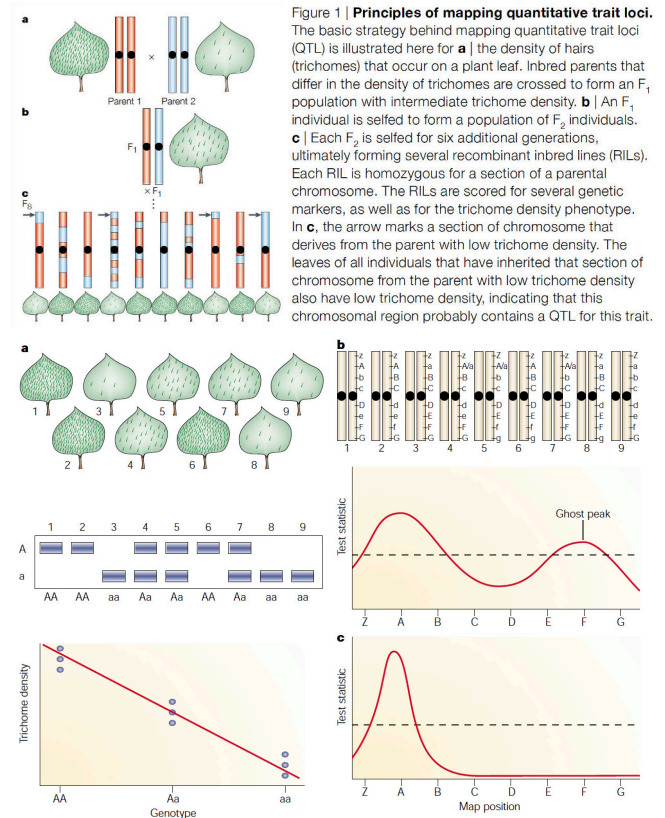 a
Parent 1
×
Parent 2
b
F1
× F1
c
F8
Figure 1 | Principles of mapping quantitative trait loci.
The basic strategy behind mapping quantitative trait loci
(QTL) is illustrated here for a | the density of hairs
(trichomes) that occur on a plant leaf. Inbred parents that
differ in the density of trichomes are crossed to form an F1
population with intermediate trichome density. b | An F1
individual is selfed to form a population of F2 individuals.
c | Each F2 is selfed for six additional generations,
ultimately forming several recombinant inbred lines (RILs).
Each RIL is homozygous for a section of a parental
chromosome. The RILs are scored for several genetic
markers, as well as for the trichome density phenotype.
In c, the arrow marks a section of chromosome that
derives from the parent with low trichome density. The
leaves of all individuals that have inherited that section of
chromosome from the parent with low trichome density
also have low trichome density, indicating that this
chromosomal region probably contains a QTL for this trait.
a
1 3 5 7 9
2 4 6 8
1 2 3 4 5 6 7 8 9
A
a
AA AA aa Aa Aa AA Aa aa aa
Trichome density
AA Aa aa
Genotype
b
1 2 3 4 5 6 7 8 9
Ghost peak
Test statistic
Z A B C D E F G
c
Test statistic
Z A B C D E F G
Map position